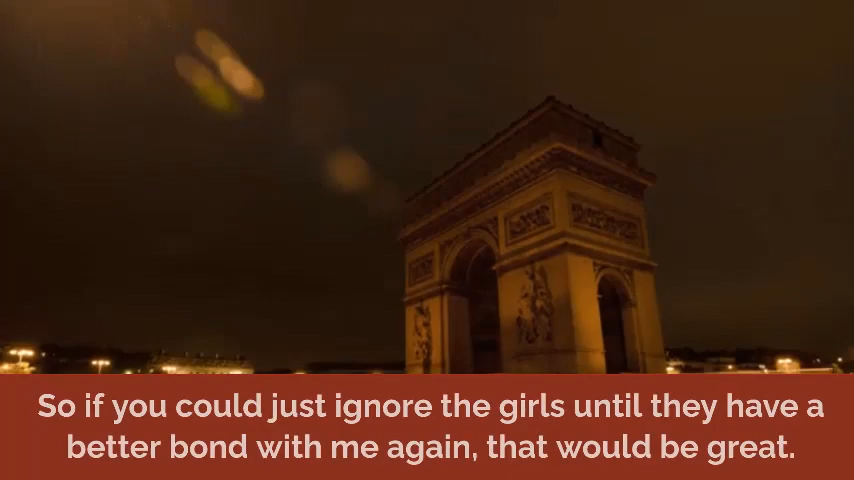 So if you could just ignore the girls until they have a
better bond with me again, that would be great.